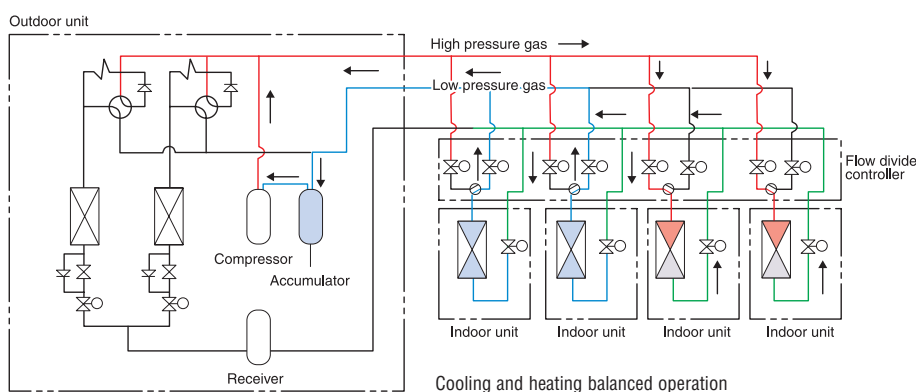 Outdoor unit
High pressure gas
Low pressure gas
Flow divide
controller
Compressor
Accumulator
Receiver
Indoor unit
Indoor unit
Indoor unit
Indoor unit
Cooling and heating balanced operation